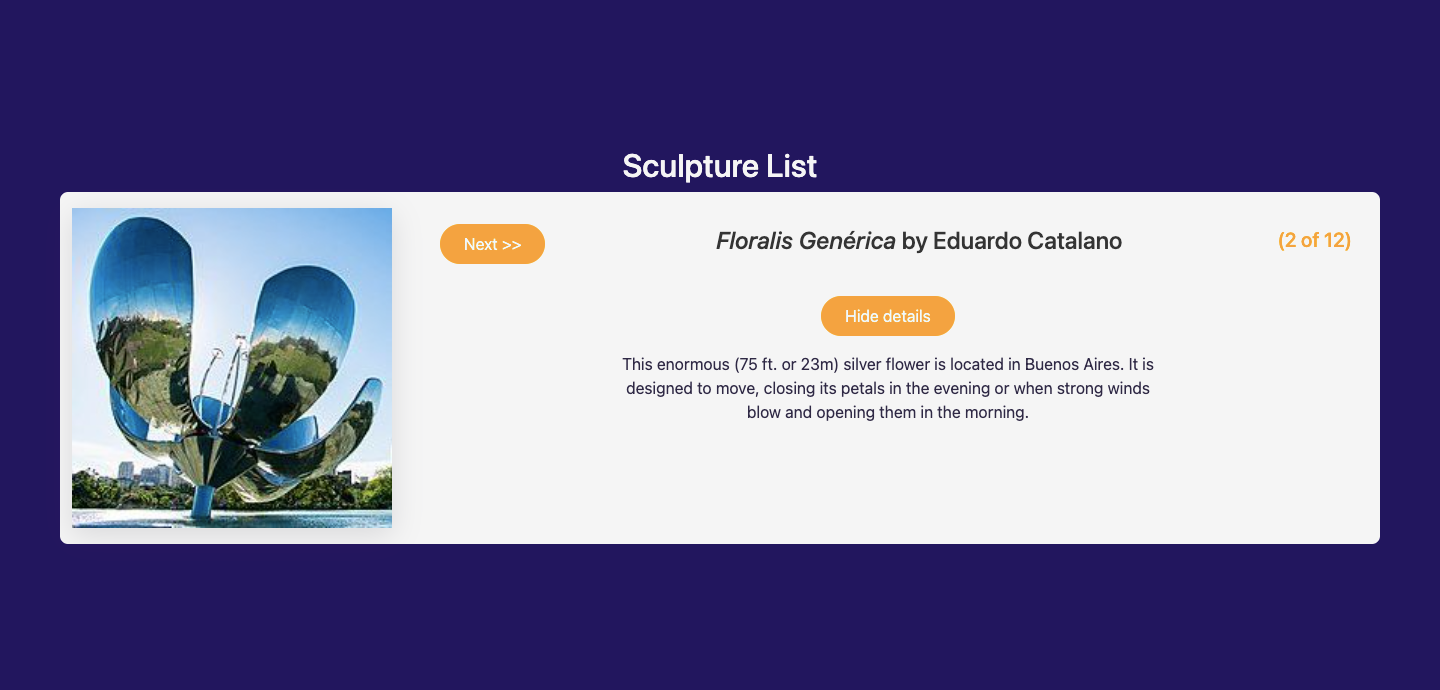 Sculpture List
Next >>
Floralis Genérica by Eduardo Catalano
(2 of 12)
Hide details
This enormous (75 ft. or 23m) silver flower is located in Buenos Aires. It is
designed to move, closing its petals in the evening or when strong winds
blow and opening them in the morning.